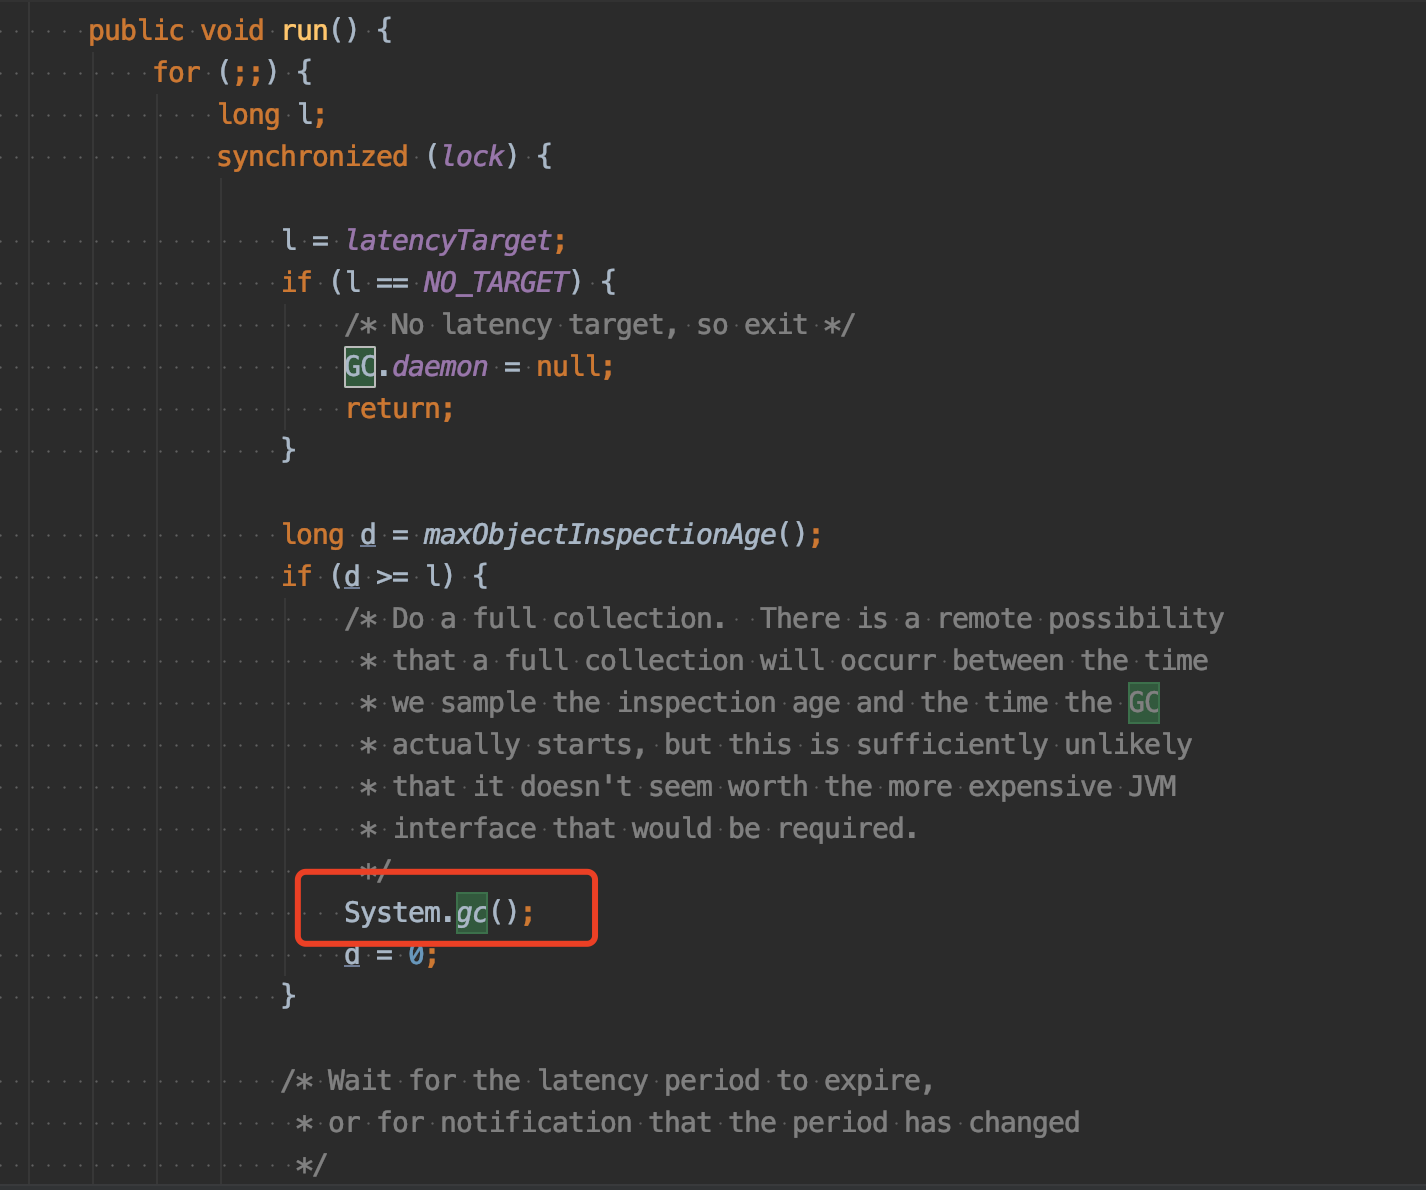 public void run() {
for (;;) {
long l;
synchronized (lock) {
l = latencyTarget;
if (l == NO_TARGET) {
/* No latency target, so exit */
GC.daemon = null;
return;
}
long d = maxObjectInspectionAge();
if (d >= l) {
/* Do a full collection.  There is a remote possibility
* that a full collection will occurr between the time
* we sample the inspection age and the time the GC
* actually starts, but this is sufficiently unlikely
* that it doesn't seem worth the more expensive JVM
* interface that would be required.
*/
System.gc();
d = 0;
}
/* Wait for the latency period to expire,
* or for notification that the period has changed
*/